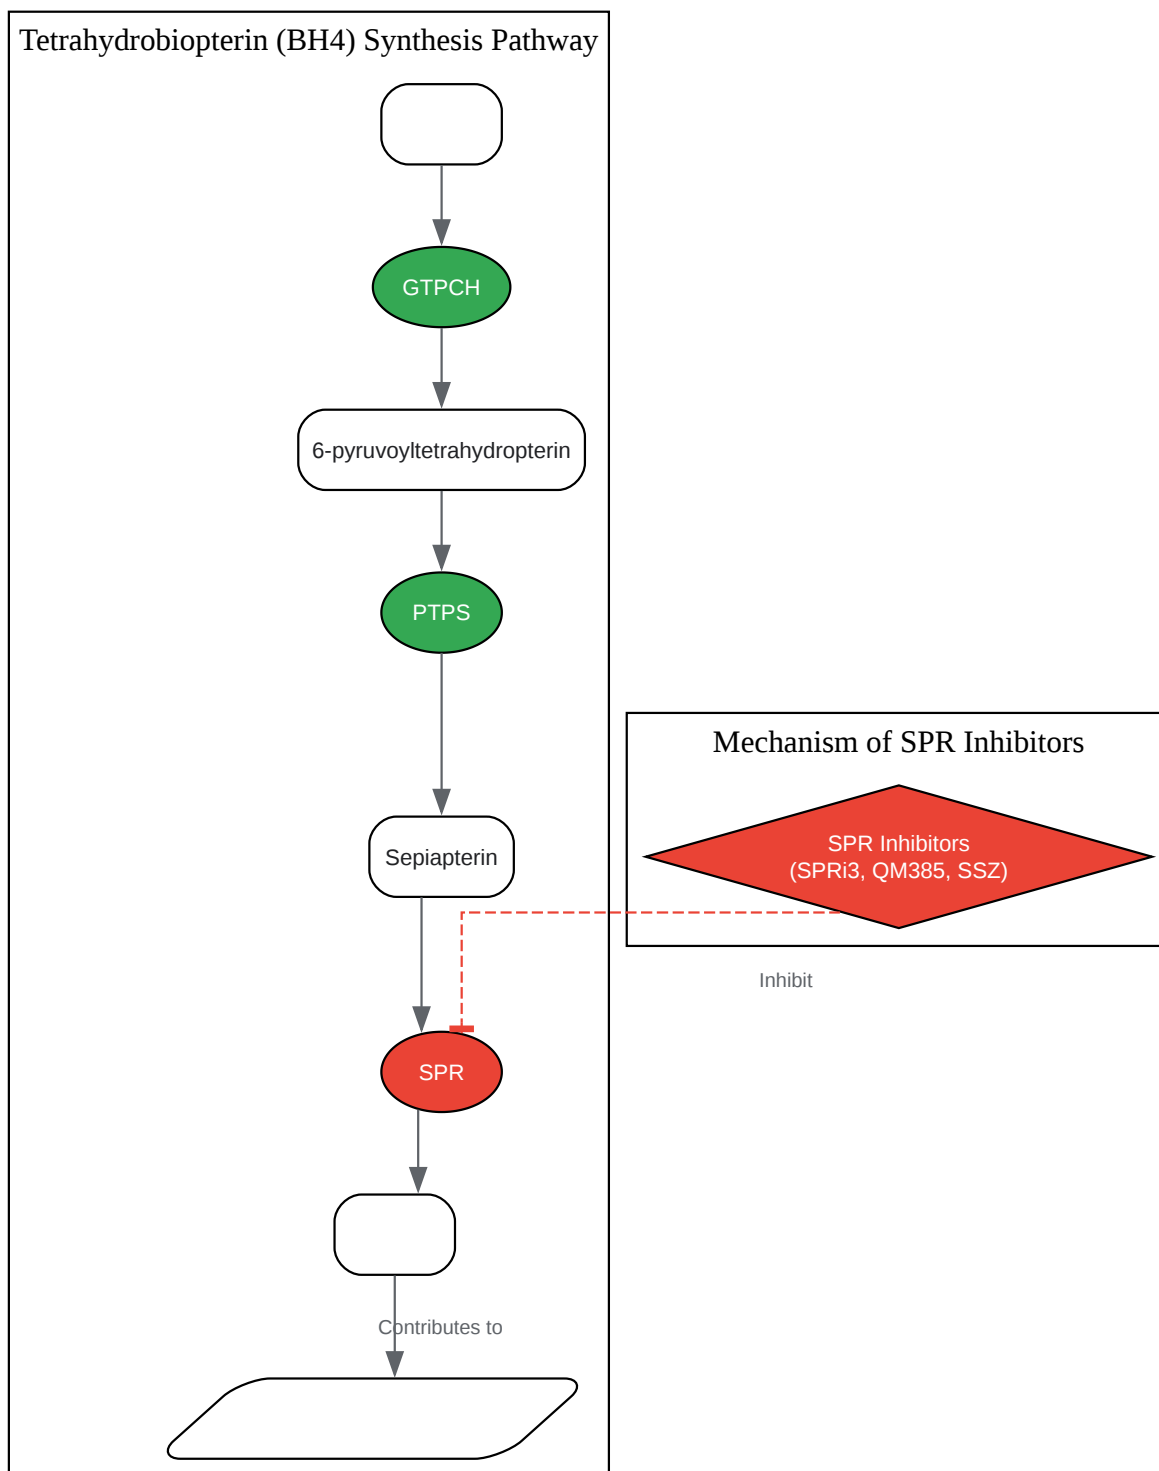 Tetrahydrobiopterin (BH4) Synthesis Pathway
GTPCH
6-pyruvoyltetrahydropterin
PTPS
Mechanism of SPR Inhibitors
SPR Inhibitors
(SPRi3, QM385, SSZ)
Sepiapterin
Inhibit
SPR
Contributes to